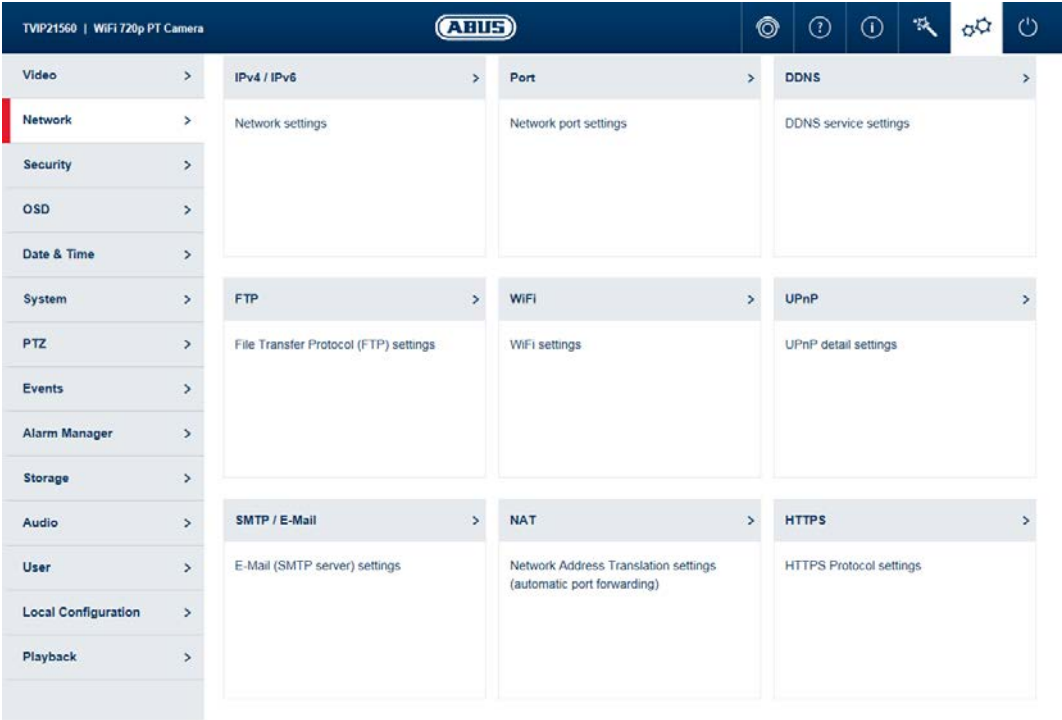 TVIP21560 | WiFi 720p PT Camera
ABUS
Video
Network
Security
OSD
Date & Time
System
PTZ
Events
Alarm Manager
Storage
Audio
User
Local Configuration
Playback
IPv4 / IPv6
Network settings
Port
Network port settings
DDNS
DDNS service settings
FTP
File Transfer Protocol (FTP) settings
WiFi
WiFi settings
UPnP
UPnP detail settings
SMTP / E-Mail
E-Mail (SMTP server) settings
NAT
Network Address Translation settings
(automatic port forwarding)
HTTPS
HTTPS Protocol settings